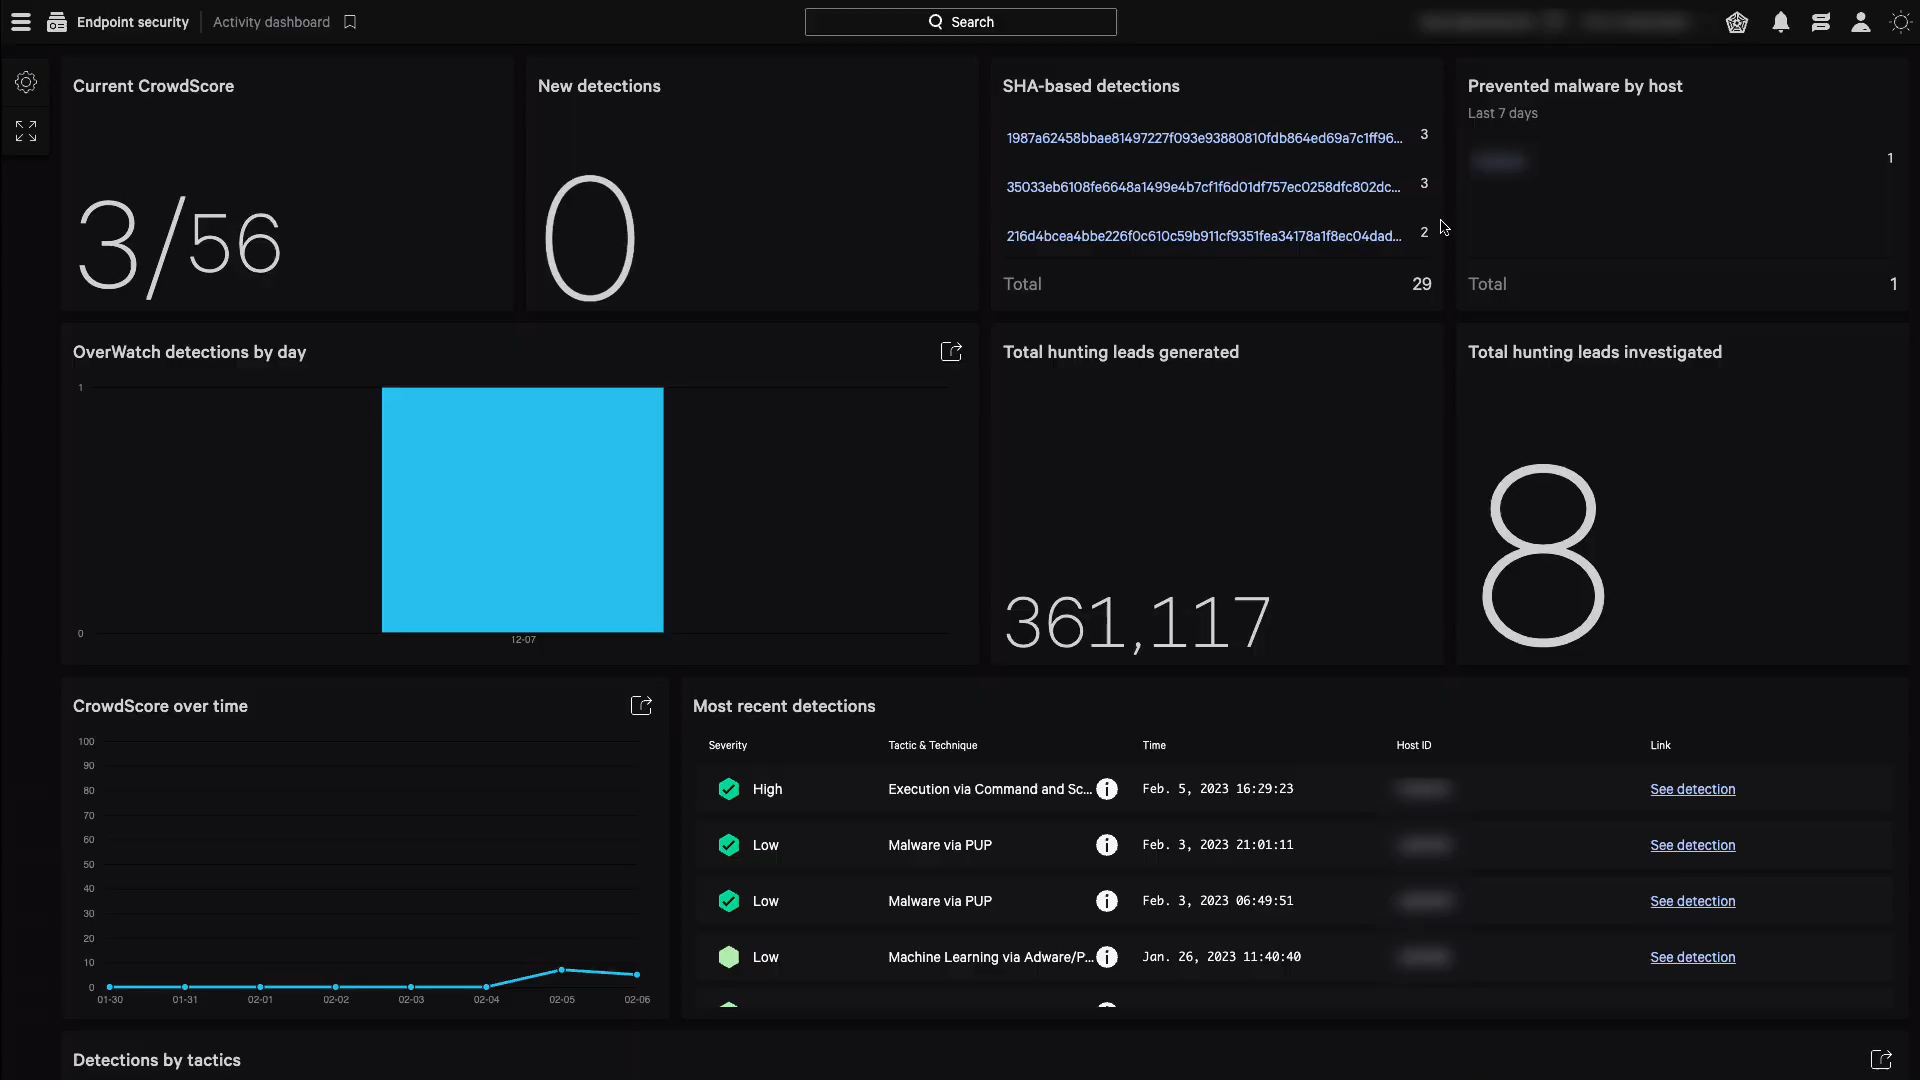 Endpoint security
Activity dashboard
Search
Current CrowdScore
3/56
New detections
0
SHA-based detections
1987a62458bbae81497227f093e93880810fdb864ed69a7c1ff96... 3
35033eb6108fe6648a1499e4b7cf1f6d01df757ec0258dfc802dc... 3
216d4bcea4bbe226f0c610c59b911cf9351fea34178a1f8ec04dad... 2
Total 29
Prevented malware by host
Last 7 days
1
Total 1
OverWatch detections by day
1
0
12-07
Total hunting leads generated
361,117
Total hunting leads investigated
8
CrowdScore over time
100
90
80
70
60
50
40
30
20
10
0
01-30 01-31 02-01 02-02 02-03 02-04 02-05 02-06
Most recent detections
Severity Tactic & Technique Time Host ID Link
High Execution via Command and Sc... Feb. 5, 2023 16:29:23 See detection
Low Malware via PUP Feb. 3, 2023 21:01:11 See detection
Low Malware via PUP Feb. 3, 2023 06:49:51 See detection
Low Machine Learning via Adware/P... Jan. 26, 2023 11:40:40 See detection
Detections by tactics